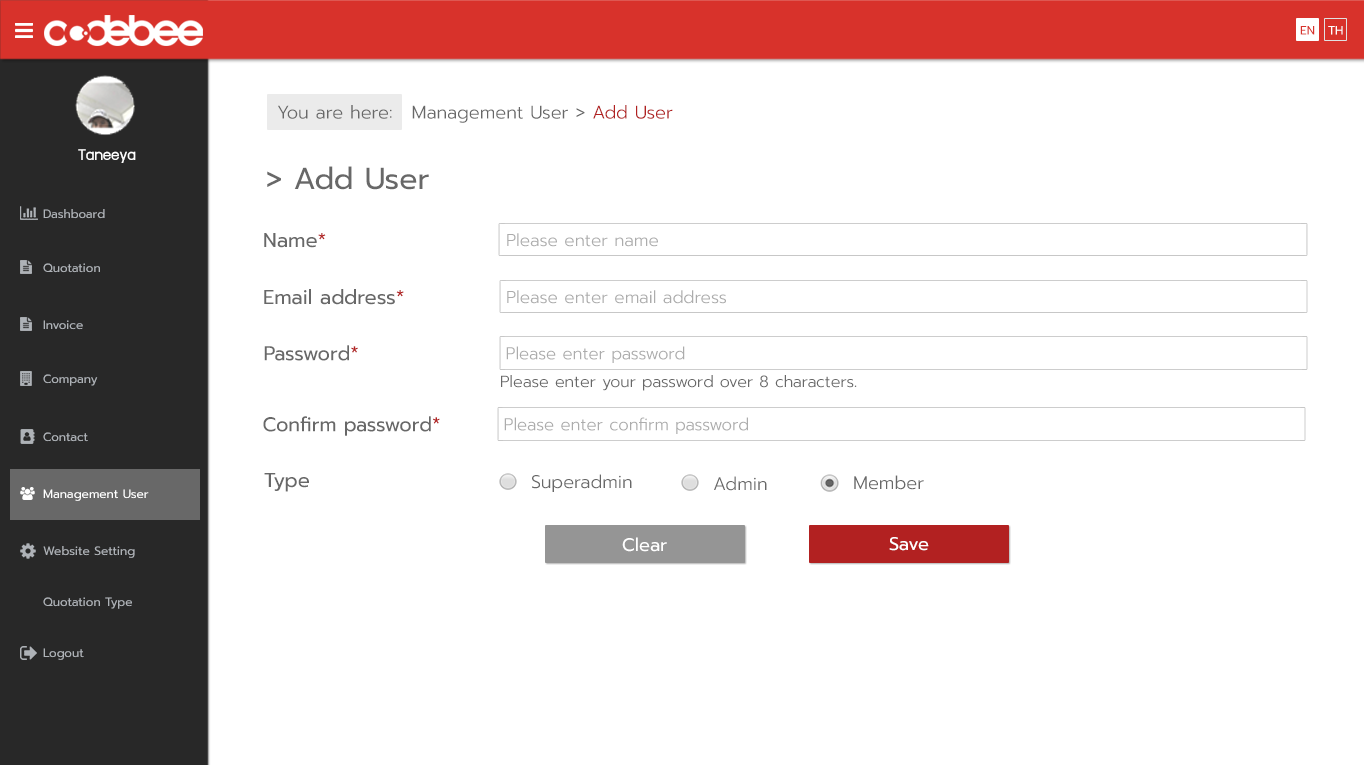 codebee
EN TH
Taneeya
Dashboard
Quotation
Invoice
Company
Contact
Management User
Website Setting
Quotation Type
Logout
You are here: Management User > Add User
> Add User
Name* Please enter name
Email address* Please enter email address
Password* Please enter password
Please enter your password over 8 characters.
Confirm password* Please enter confirm password
Type Superadmin Admin Member
Clear Save